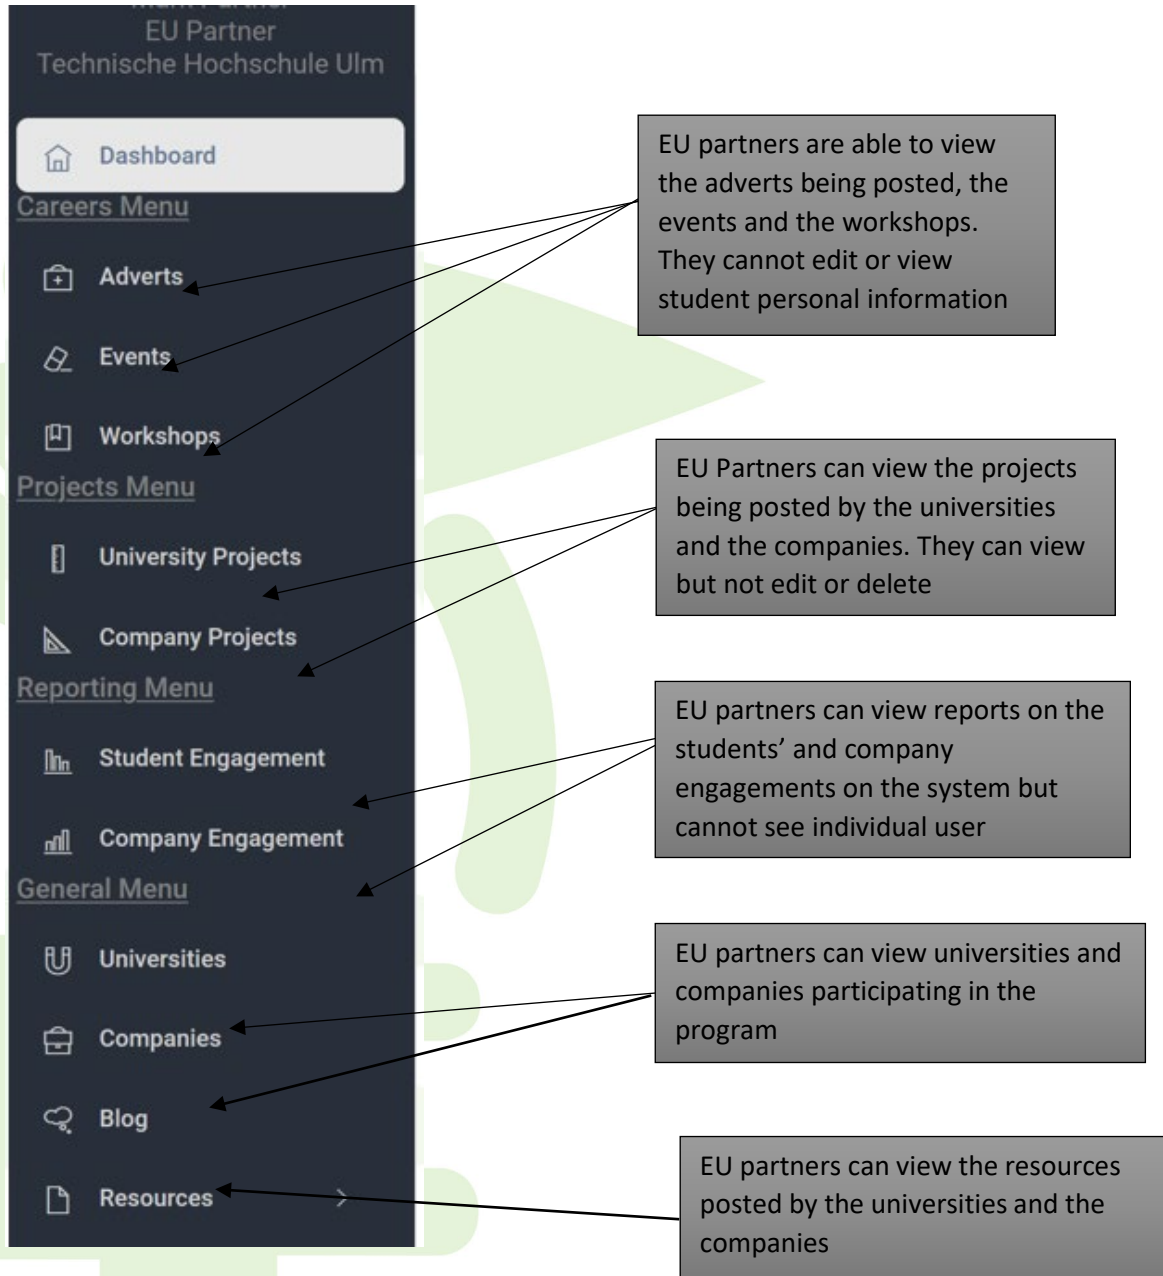 EU Partner
Technische Hochschule Ulm
Dashboard
Careers Menu
Adverts
Events
Workshops
Projects Menu
University Projects
Company Projects
Reporting Menu
Student Engagement
Company Engagement
General Menu
Universities
Companies
Blog
Resources
EU partners are able to view
the adverts being posted, the
events and the workshops.
They cannot edit or view
student personal information
EU Partners can view the projects
being posted by the universities
and the companies. They can view
but not edit or delete
EU partners can view reports on the
students’ and company
engagements on the system but
cannot see individual user
EU partners can view universities and
companies participating in the
program
EU partners can view the resources
posted by the universities and the
companies